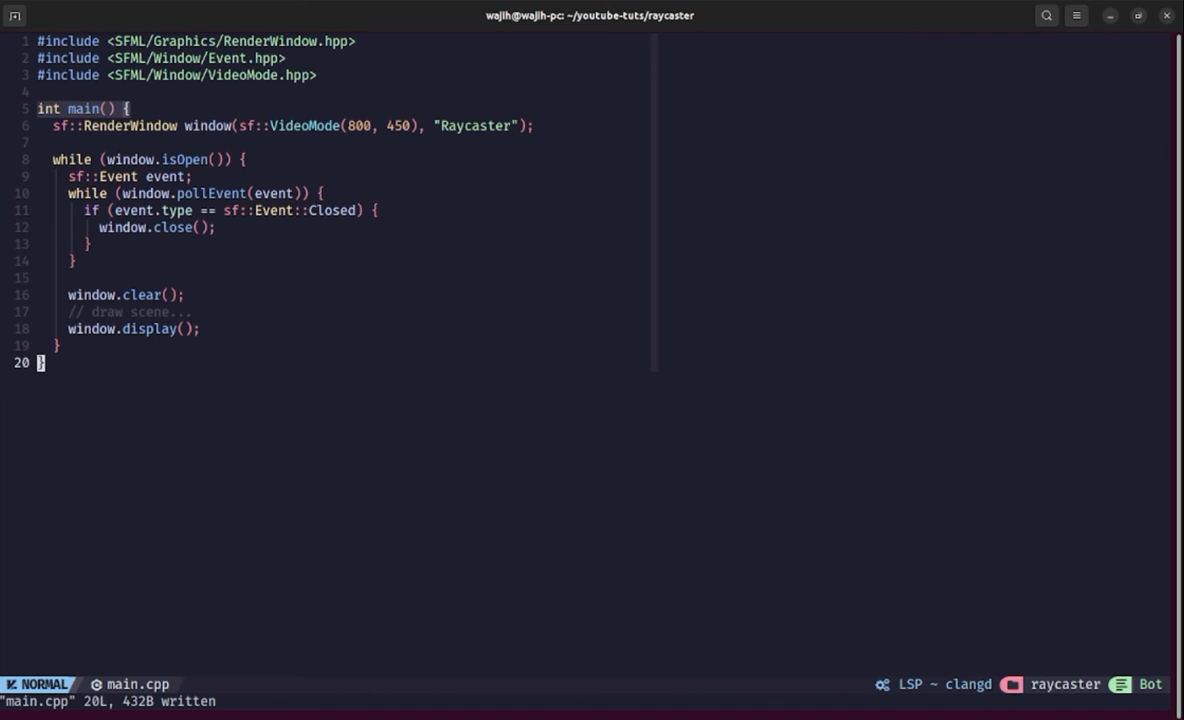 wajih@wajih-pc: ~/youtube-tuts/raycaster
1 #include <SFML/Graphics/RenderWindow.hpp>
2 #include <SFML/Window/Event.hpp>
3 #include <SFML/Window/VideoMode.hpp>
4
5 int main() {
6   sf::RenderWindow window(sf::VideoMode(800, 450), "Raycaster");
7
8   while (window.isOpen()) {
9     sf::Event event;
10     while (window.pollEvent(event)) {
11       if (event.type == sf::Event::Closed) {
12         window.close();
13       }
14     }
15
16     window.clear();
17     // draw scene...
18     window.display();
19   }
20 }
NORMAL main.cpp LSP ~ clangd raycaster Bot
"main.cpp" 20L, 432B written